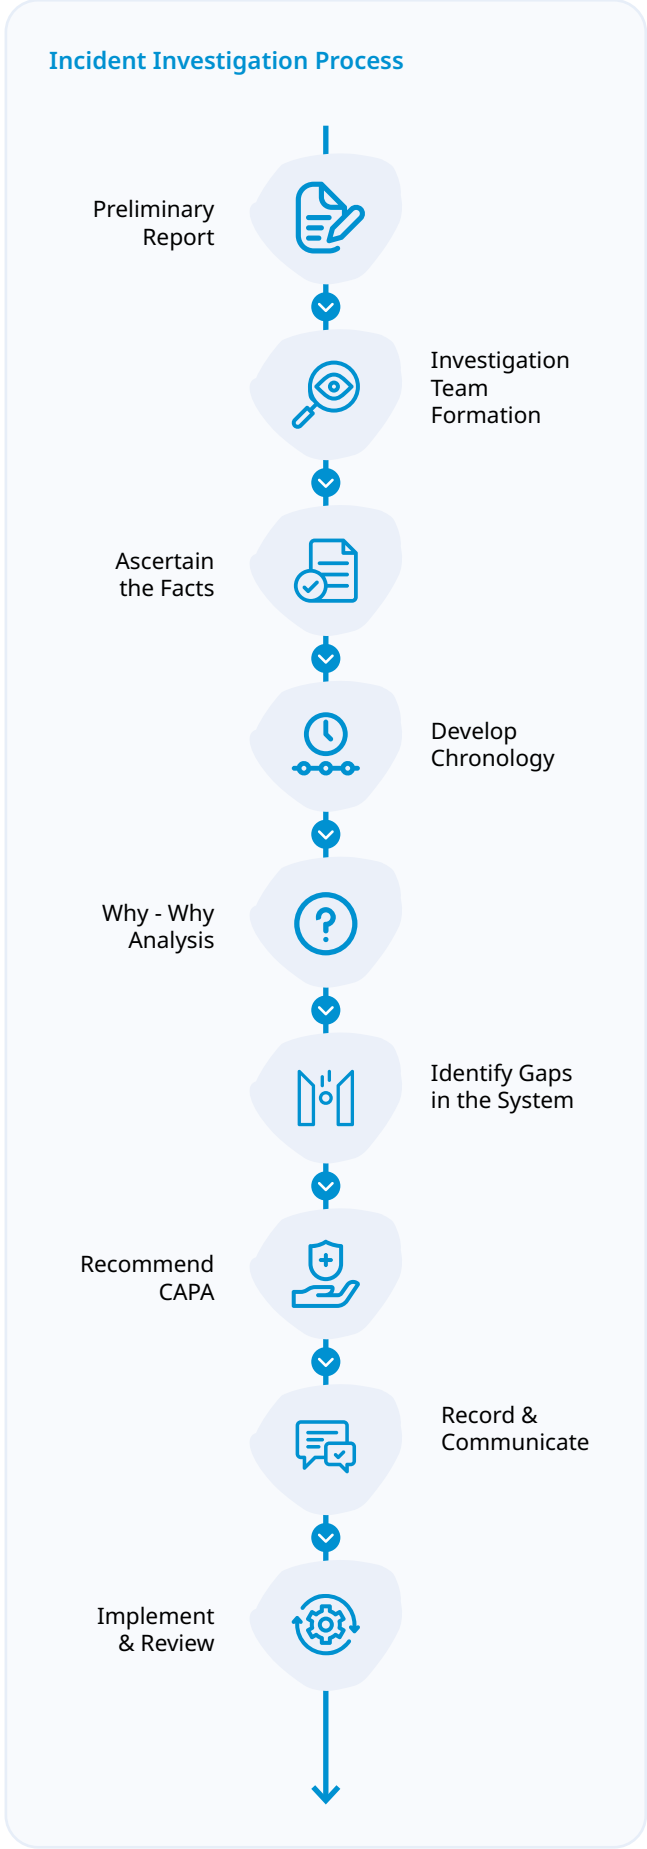 Incident Investigation Process
Preliminary
Report
Investigation
Team
Formation
Ascertain
the Facts
Develop
Chronology
Why - Why
Analysis
Identify Gaps
in the System
Recommend
CAPA
Record &
Communicate
Implement
& Review